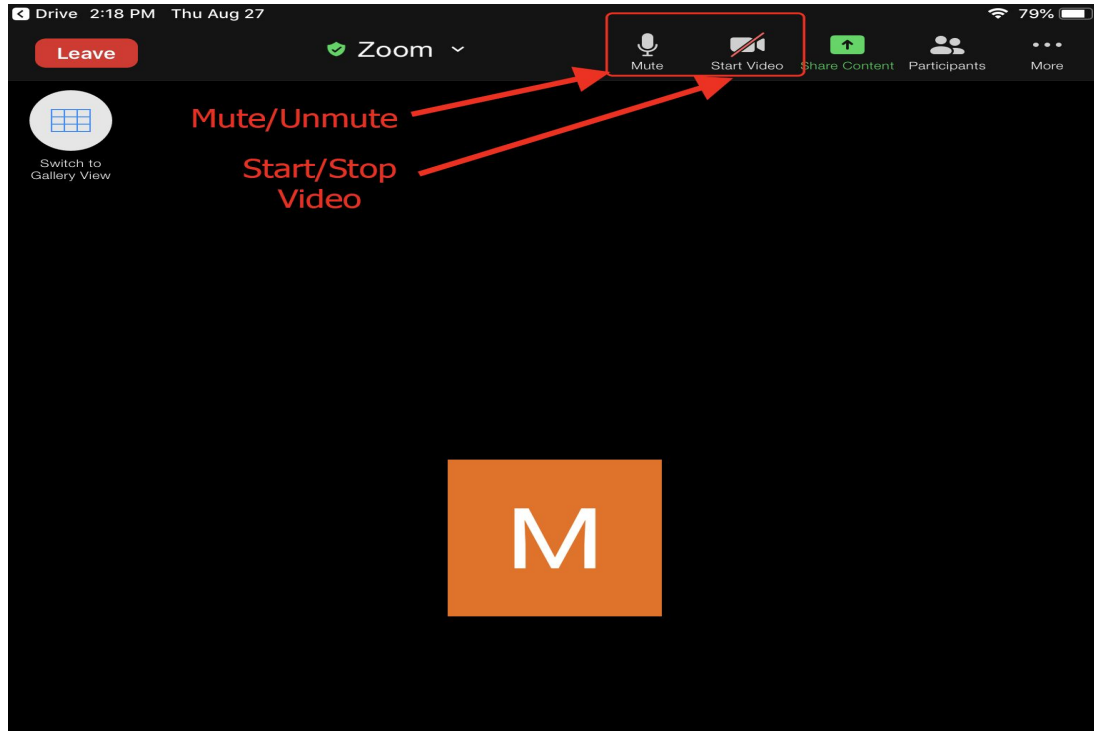 Drive 2:18 PM Thu Aug 27
79%
Leave
Zoom
Mute
Start Video
Share Content
Participants
More
Mute/Unmute
Switch to
Gallery View
Start/Stop
Video
M